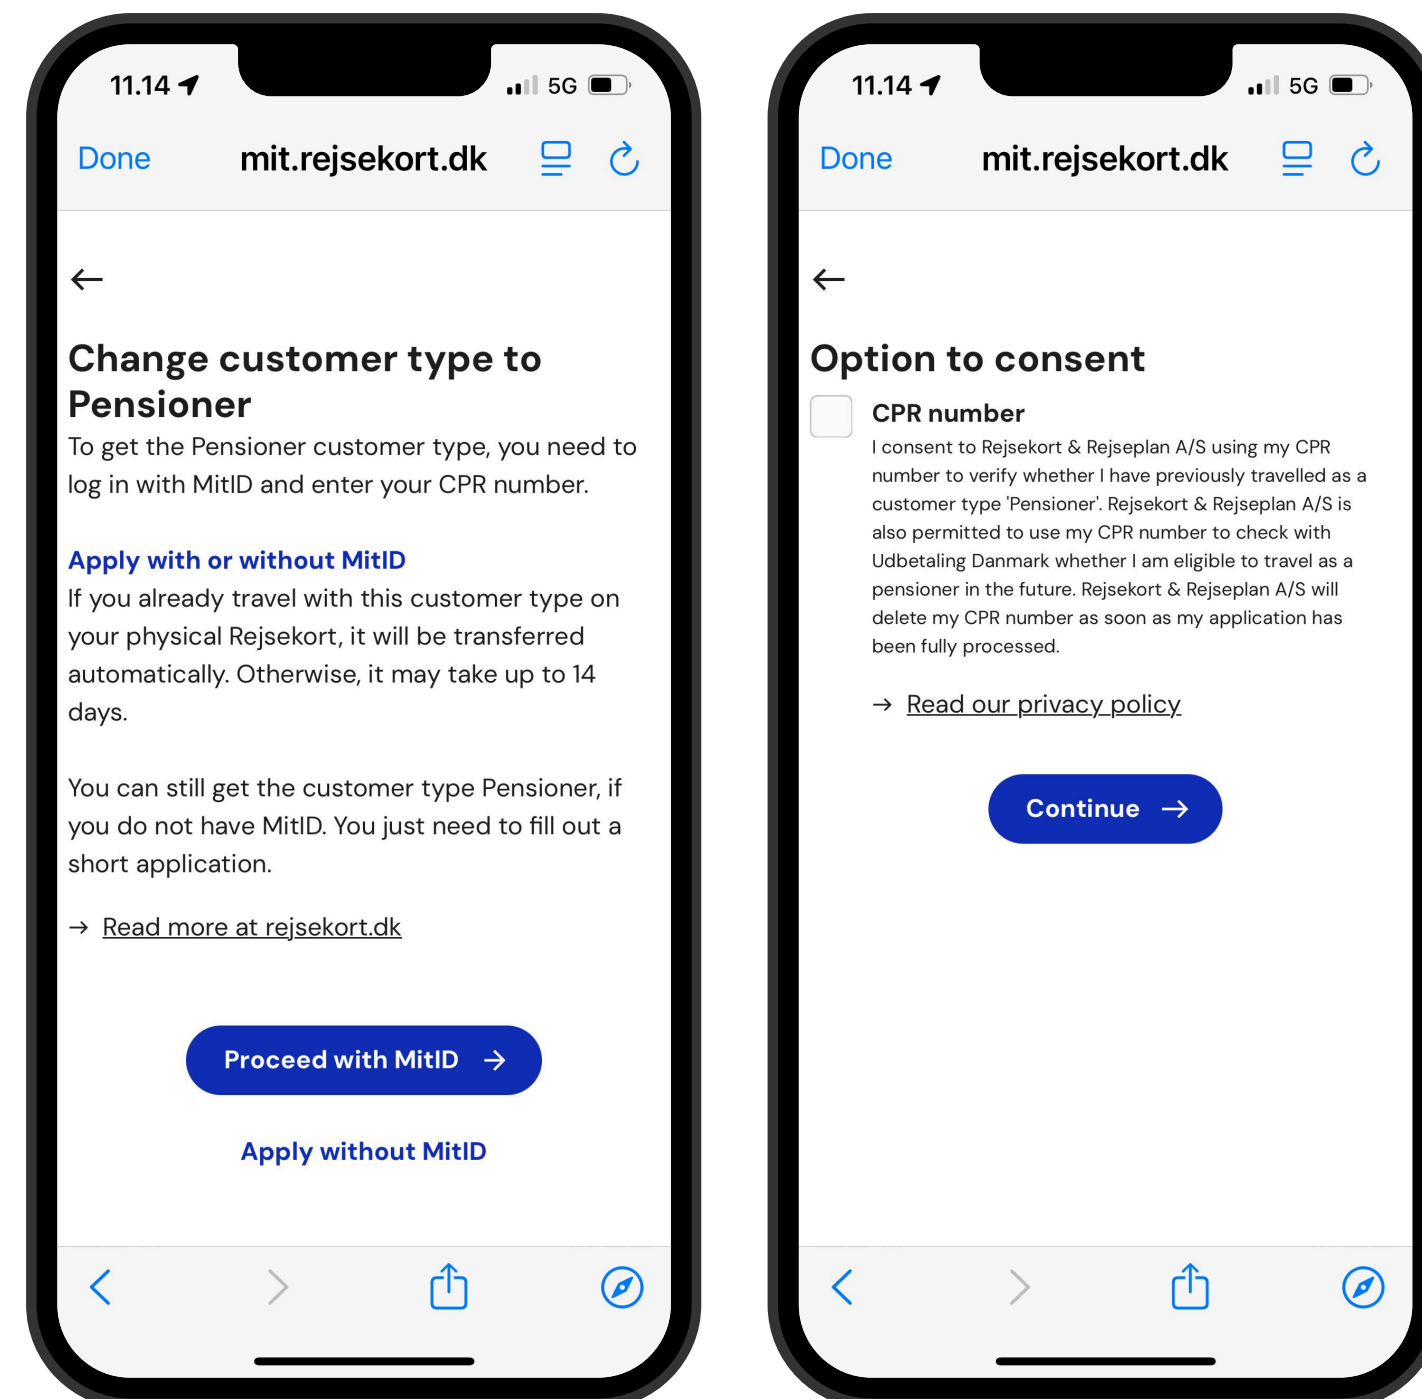 11.14
5G
Done
mit.rejsekort.dk
Change customer type to
Pensioner
To get the Pensioner customer type, you need to
log in with MitID and enter your CPR number.
Apply with or without MitID
If you already travel with this customer type on
your physical Rejsekort, it will be transferred
automatically. Otherwise, it may take up to 14
days.
You can still get the customer type Pensioner, if
you do not have MitID. You just need to fill out a
short application.
→ Read more at rejsekort.dk
Proceed with MitID →
Apply without MitID
11.14
5G
Done
mit.rejsekort.dk
Option to consent
CPR number
I consent to Rejsekort & Rejseplan A/S using my CPR
number to verify whether I have previously travelled as a
customer type 'Pensioner'. Rejsekort & Rejseplan A/S is
also permitted to use my CPR number to check with
Udbetaling Danmark whether I am eligible to travel as a
pensioner in the future. Rejsekort & Rejseplan A/S will
delete my CPR number as soon as my application has
been fully processed.
→ Read our privacy policy
Continue →